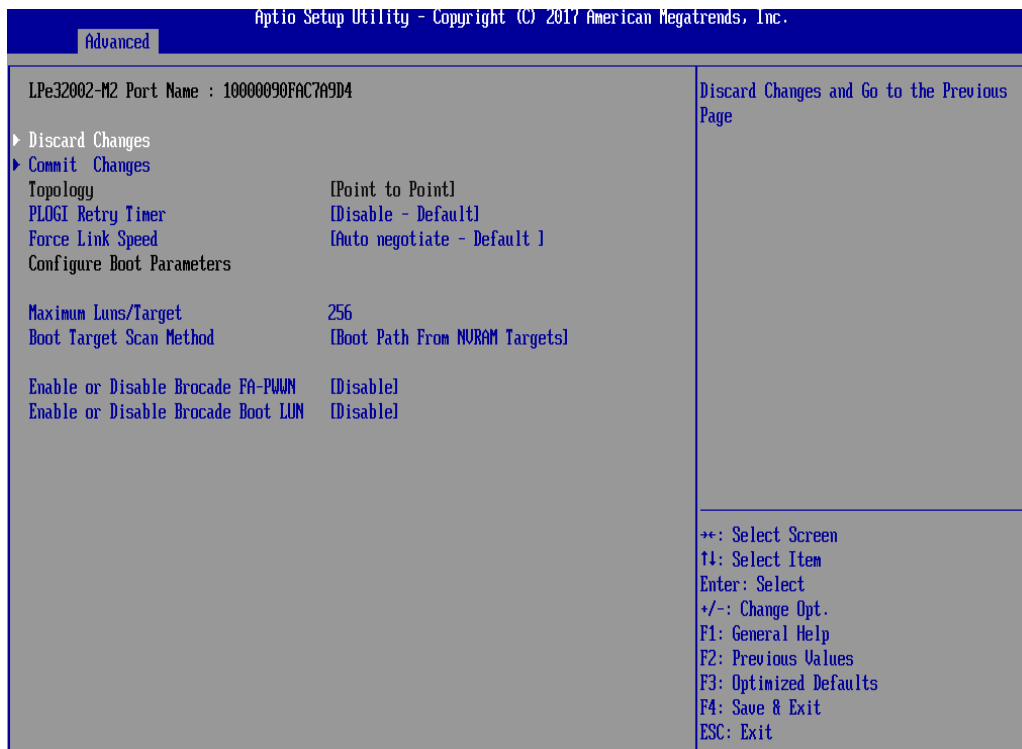 Aptio Setup Utility - Copyright (C) 2017 American Megatrends, Inc.
Advanced
LPe32002-M2 Port Name : 10000090FAC7A9D4
Discard Changes
Commit Changes
Topology [Point to Point]
PLOGI Retry Timer [Disable - Default]
Force Link Speed [Auto negotiate - Default ]
Configure Boot Parameters
Maximum Luns/Target 256
Boot Target Scan Method [Boot Path From NVRAM Targets]
Enable or Disable Brocade FA-PWWN [Disable]
Enable or Disable Brocade Boot LUN [Disable]
Discard Changes and Go to the Previous
Page
→←: Select Screen
↑↓: Select Item
Enter: Select
+/-: Change Opt.
F1: General Help
F2: Previous Values
F3: Optimized Defaults
F4: Save & Exit
ESC: Exit